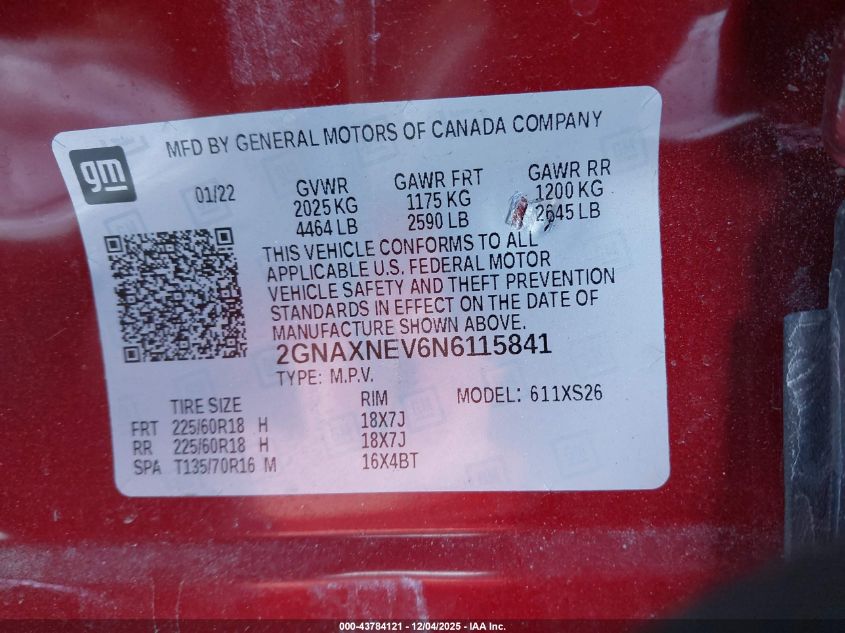 MFD BY GENERAL MOTORS OF CANADA COMPANY
gm
01/22 GVWR GAWR FRT GAWR RR
2025 KG 1175 KG 1200 KG
4464 LB 2590 LB 2645 LB
THIS VEHICLE CONFORMS TO ALL
APPLICABLE U.S. FEDERAL MOTOR
VEHICLE SAFETY AND THEFT PREVENTION
STANDARDS IN EFFECT ON THE DATE OF
MANUFACTURE SHOWN ABOVE.
2GNAXNEV6N6115841
TYPE: M.P.V. MODEL: 611XS26
TIRE SIZE RIM
FRT 225/60R18 H 18X7J
RR 225/60R18 H 18X7J
SPA T135/70R16 M 16X4BT
000-43784121 - 12/04/2025 - IAA Inc.